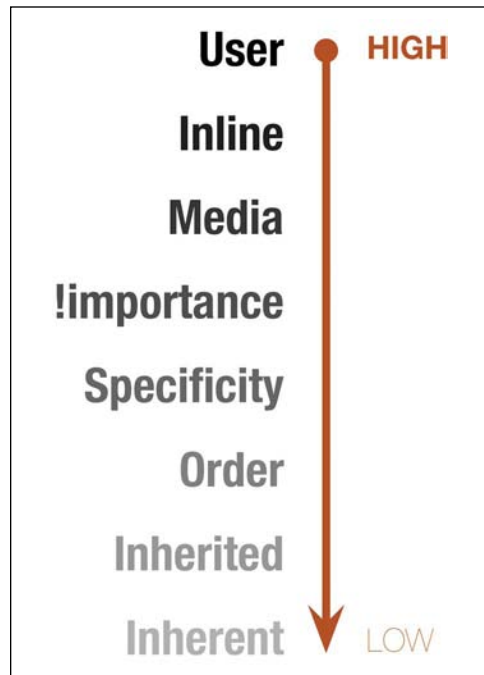 User HIGH
Inline
Media
!importance
Specificity
Order
Inherited
Inherent LOW